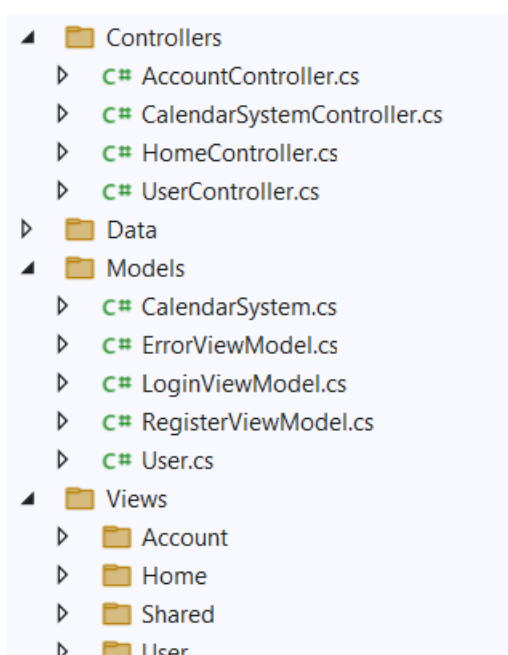 Controllers
C# AccountController.cs
C# CalendarSystemController.cs
C# HomeController.cs
C# UserController.cs
Data
Models
C# CalendarSystem.cs
C# ErrorViewModel.cs
C# LoginViewModel.cs
C# RegisterViewModel.cs
C# User.cs
Views
Account
Home
Shared
User